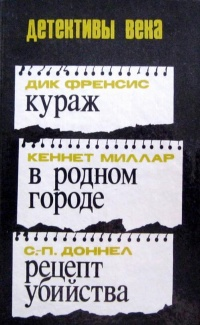 детективы века
ДИК ФРЕНСИС
кураж
КЕННЕТ МИЛЛАР
в родном
городе
С.-П. ДОННЕЛ
рецепт
убийства